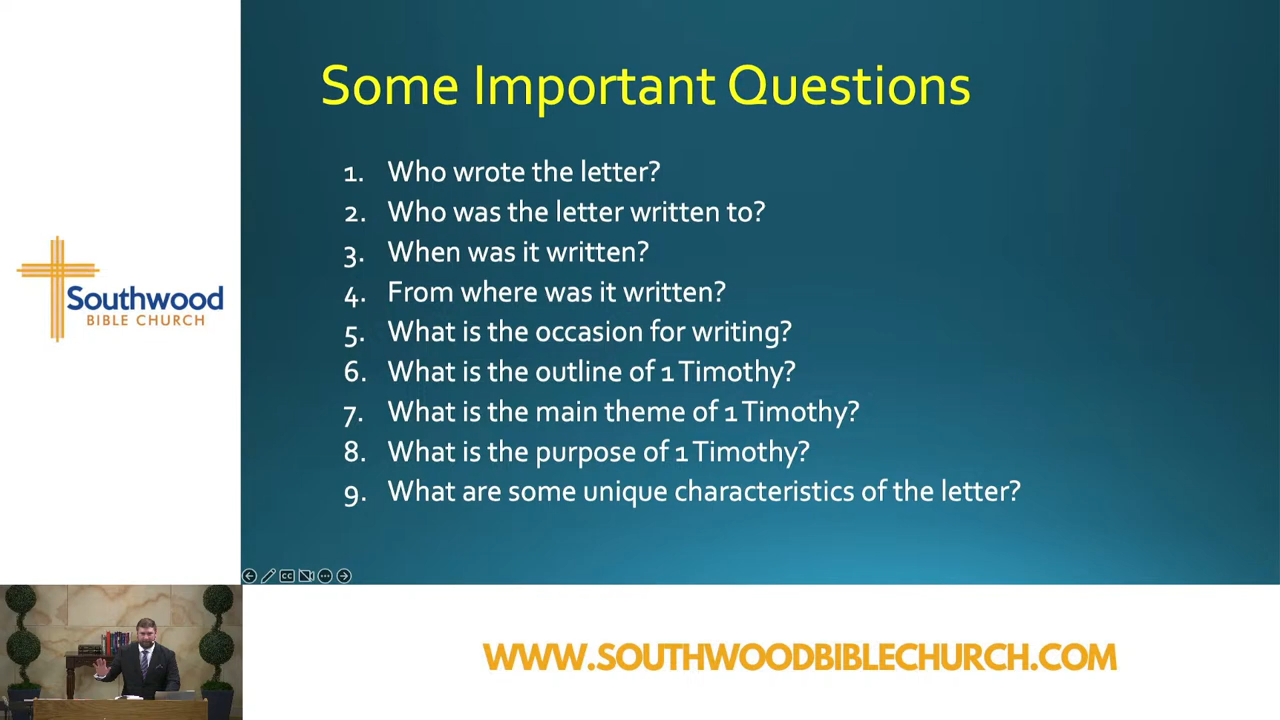 Some Important Questions
1. Who wrote the letter?
2. Who was the letter written to?
3. When was it written?
4. From where was it written?
5. What is the occasion for writing?
6. What is the outline of 1 Timothy?
7. What is the main theme of 1 Timothy?
8. What is the purpose of 1 Timothy?
9. What are some unique characteristics of the letter?
Southwood
BIBLE CHURCH
CC
WWW.SOUTHWOODBIBLECHURCH.COM